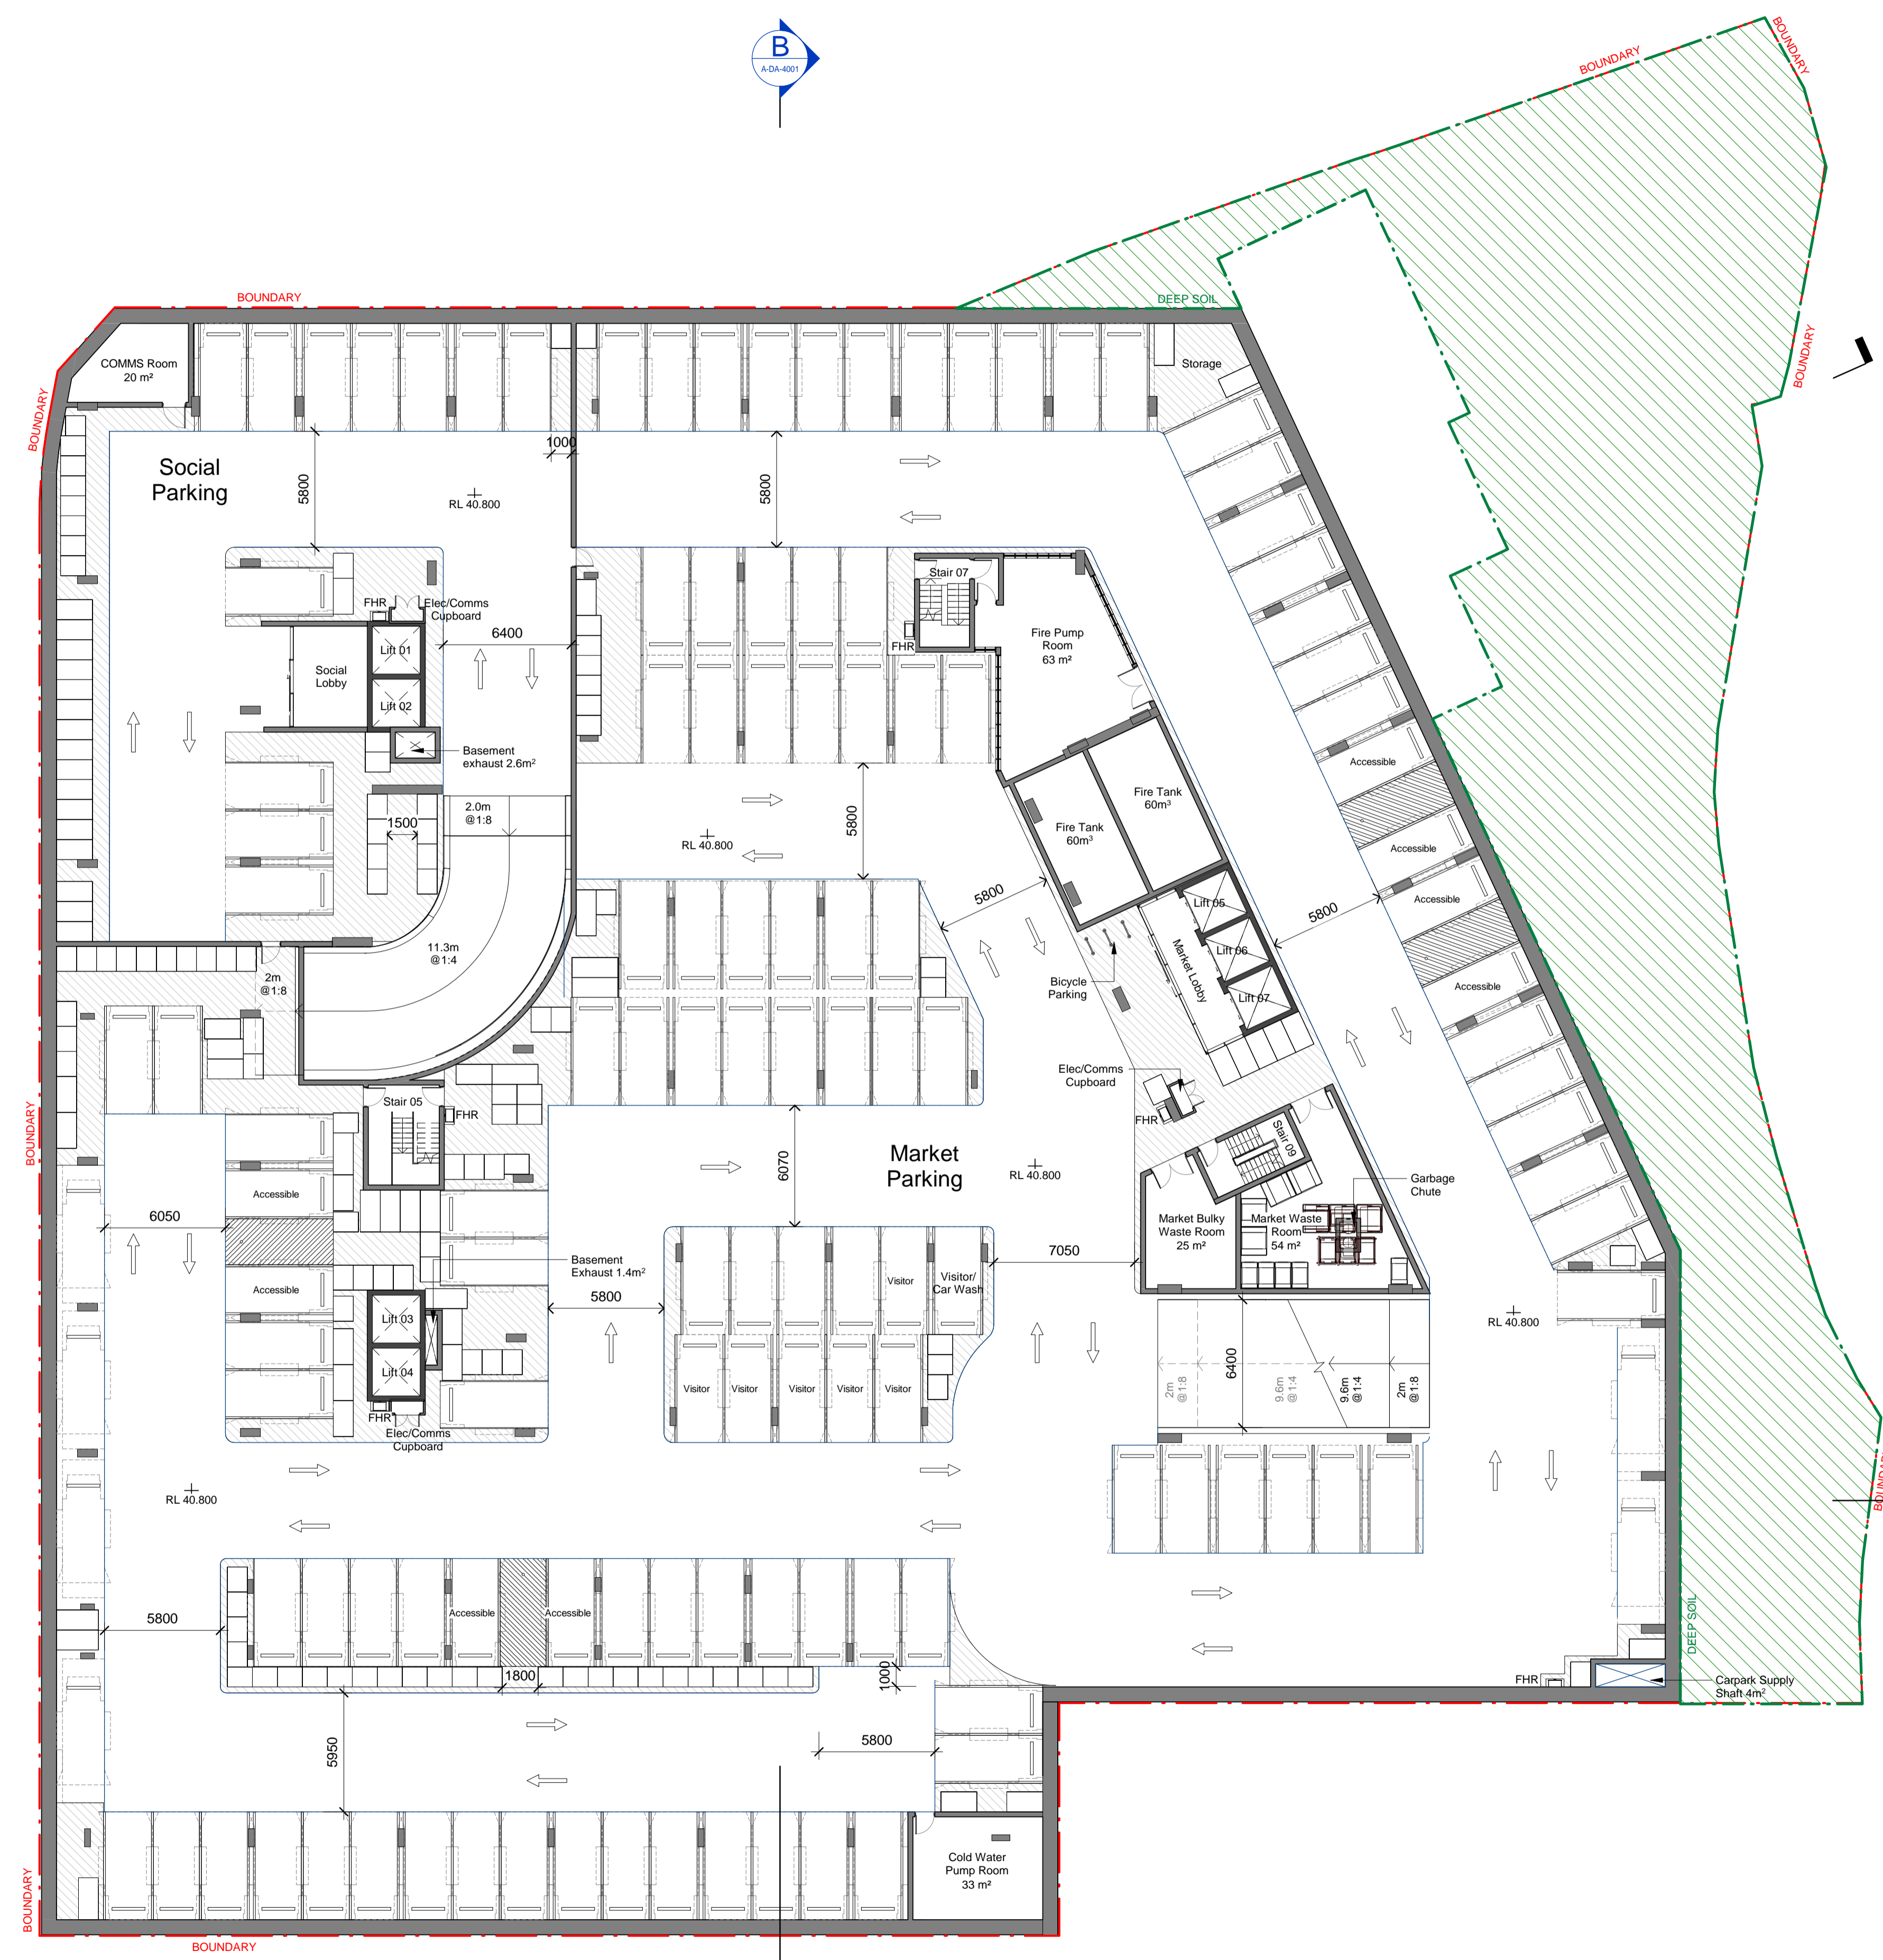 B
A-DA-4001
BOUNDARY
BOUNDARY
BOUNDARY
DEEP SOIL
BOUNDARY
BOUNDARY
COMMS Room
20 m²
Storage
Social
Parking
5800
1000
RL 40.800
5800
Stair 07
FHR
Elec/Comms
Cupboard
6400
Fire Pump
Room
63 m²
FHR
Lift 01
Social
Lobby
Lift 02
Basement
exhaust 2.6m²
Accessible
2.0m
@1:8
1500
Fire Tank
60m³
Fire Tank
60m³
RL 40.800
5800
Accessible
5800
Accessible
Lift 05
5800
11.3m
@1:4
Lift 06
Market Lobby
2m
@1:8
Bicycle
Parking
Lift 07
Accessible
Elec/Comms
Cupboard
Stair 05
FHR
FHR
BOUNDARY
Stair 09
6070
Market
Parking
RL 40.800
Garbage
Chute
Accessible
6050
Market Bulky
Waste Room
25 m²
Market Waste
Room
54 m²
Basement
Exhaust 1.4m²
7050
Accessible
Visitor
Visitor/
Car Wash
5800
Lift 03
RL 40.800
6400
Lift 04
Visitor
Visitor
Visitor
Visitor
Visitor
2m
@1:8
9.6m
@1:4
9.6m
@1:4
2m
@1:8
FHR
Elec/Comms
Cupboard
RL 40.800
BOUNDARY
Accessible
Accessible
5800
DEEP SOIL
1800
1000
FHR
Carpark Supply
Shaft 4m²
5950
5800
Cold Water
Pump Room
33 m²
BOUNDARY
BOUNDARY